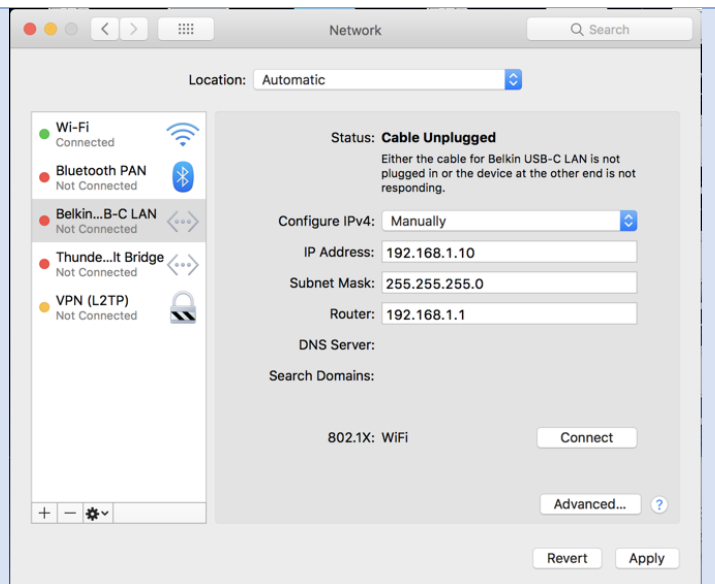 Network
Search
Location: Automatic
Wi-Fi
Connected
Bluetooth PAN
Not Connected
Belkin...B-C LAN
Not Connected
Thunde...lt Bridge
Not Connected
VPN (L2TP)
Not Connected
Status: Cable Unplugged
Either the cable for Belkin USB-C LAN is not
plugged in or the device at the other end is not
responding.
Configure IPv4: Manually
IP Address: 192.168.1.10
Subnet Mask: 255.255.255.0
Router: 192.168.1.1
DNS Server:
Search Domains:
802.1X: WiFi Connect
Advanced... ?
Revert Apply